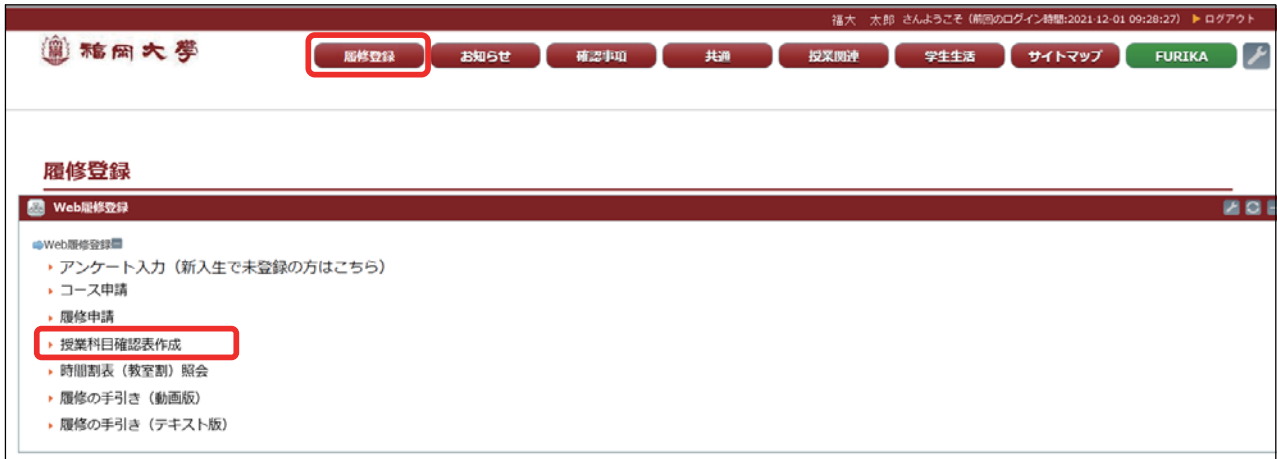 福大 太郎 さんようこそ（前回のログイン時間:2021-12-01 09:28:27） ログアウト
福岡大學
履修登録 お知らせ 確認事項 共通 授業関連 学生生活 サイトマップ FURIKA
履修登録
Web履修登録
Web履修登録
アンケート入力（新入生で未登録の方はこちら）
コース申請
履修申請
授業科目確認表作成
時間割表（教室割）照会
履修の手引き（動画版）
履修の手引き（テキスト版）